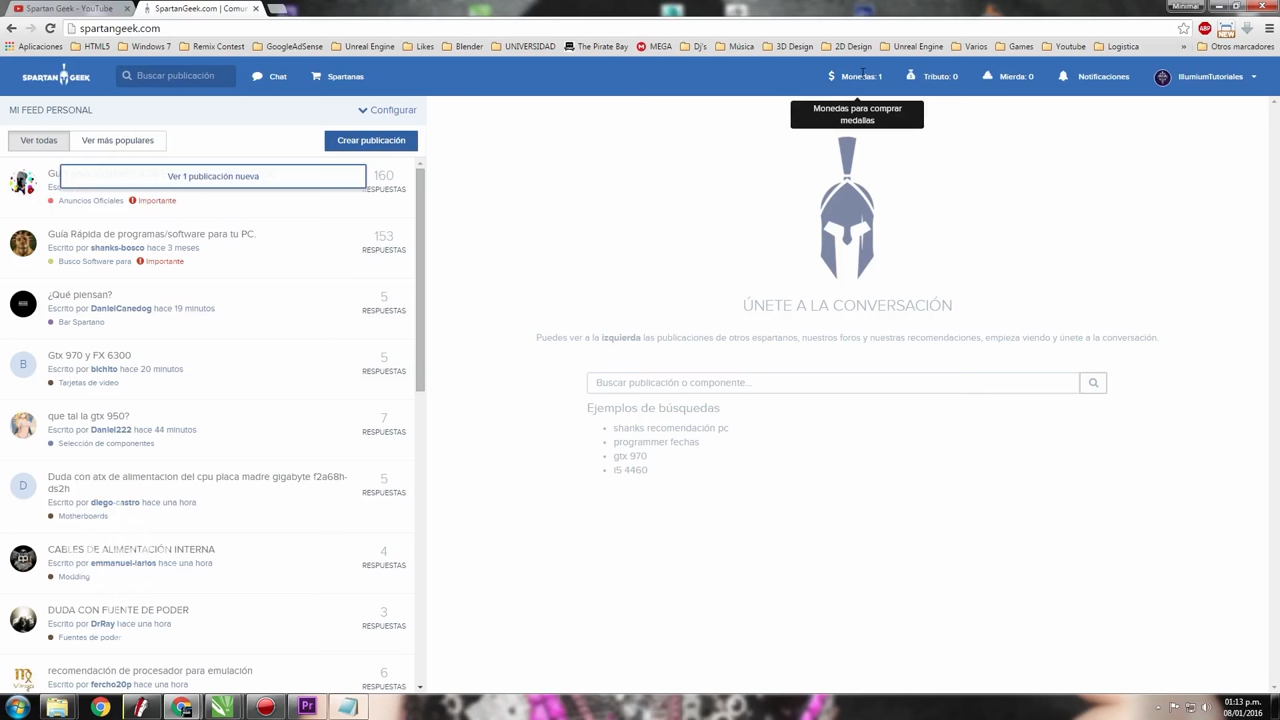 Spartan Geek - YouTube
SpartanGeek.com | Comun
Minimal
spartangeek.com
Aplicaciones HTML5 Windows 7 Remix Contest GoogleAdSense Unreal Engine Likes Blender UNIVERSIDAD The Pirate Bay MEGA Dj's Música 3D Design 2D Design Unreal Engine Varios Games Youtube Logistica » Otros marcadores
SPARTAN GEEK
Buscar publicación
Chat
Spartanas
Monedas: 1
Tributo: 0
Mierda: 0
Notificaciones
IllumiumTutoriales
Monedas para comprar
medallas
MI FEED PERSONAL
Configurar
Ver todas
Ver más populares
Crear publicación
Ver 1 publicación nueva
160
RESPUESTAS
Anuncios Oficiales Importante
Guía Rápida de programas/software para tu PC.
Escrito por shanks-bosco hace 3 meses
Busco Software para Importante
153
RESPUESTAS
¿Qué piensan?
Escrito por DanielCanedog hace 19 minutos
Bar Spartano
5
RESPUESTAS
Gtx 970 y FX 6300
Escrito por bichito hace 20 minutos
Tarjetas de video
5
RESPUESTAS
B
que tal la gtx 950?
Escrito por Daniel222 hace 44 minutos
Selección de componentes
7
RESPUESTAS
Duda con atx de alimentacion del cpu placa madre gigabyte f2a68h-
ds2h
Escrito por diego-castro hace una hora
Motherboards
5
RESPUESTAS
D
CABLES DE ALIMENTACIÓN INTERNA
Escrito por emmanuel-larios hace una hora
Modding
4
RESPUESTAS
DUDA CON FUENTE DE PODER
Escrito por DrRay hace una hora
Fuentes de poder
3
RESPUESTAS
recomendación de procesador para emulación
Escrito por fercho20p hace una hora
6
RESPUESTAS
ÚNETE A LA CONVERSACIÓN
Puedes ver a la izquierda las publicaciones de otros espartanos, nuestros foros y nuestras recomendaciones, empieza viendo y únete a la conversación.
Buscar publicación o componente...
Ejemplos de búsquedas
shanks recomendación pc
programmer fechas
gtx 970
i5 4460
01:13 p.m.
08/01/2016